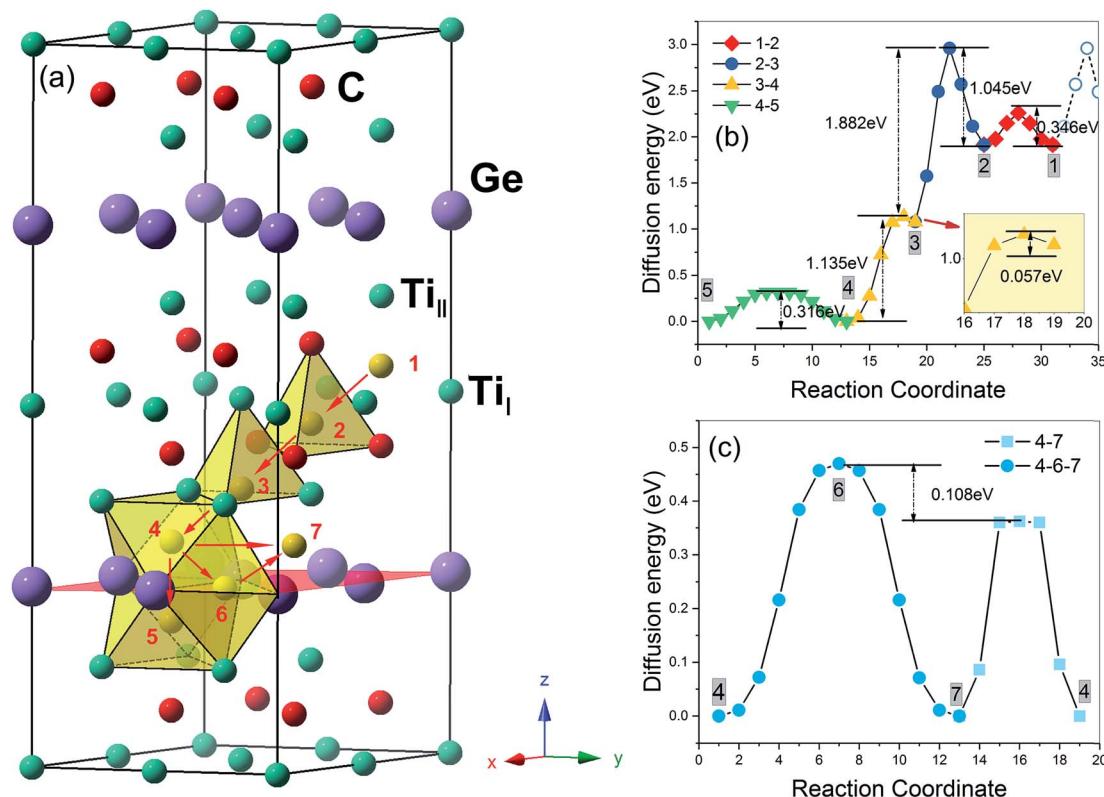 (a)
C
Ge
Ti II
Ti I
1
2
3
4
7
6
5
z
x
y
(b)
1-2
2-3
3-4
4-5
Diffusion energy (eV)
3.0
2.5
2.0
1.5
1.0
0.5
0.0
1.882eV
1.045eV
0.346eV
2
1
3
1.135eV
5
4
0.316eV
1.0
0.057eV
16 17 18 19 20
0 5 10 15 20 25 30 35
Reaction Coordinate
(c)
4-7
4-6-7
Diffusion energy (eV)
0.5
0.4
0.3
0.2
0.1
0.0
6
0.108eV
4
7
4
0 2 4 6 8 10 12 14 16 18 20
Reaction Coordinate